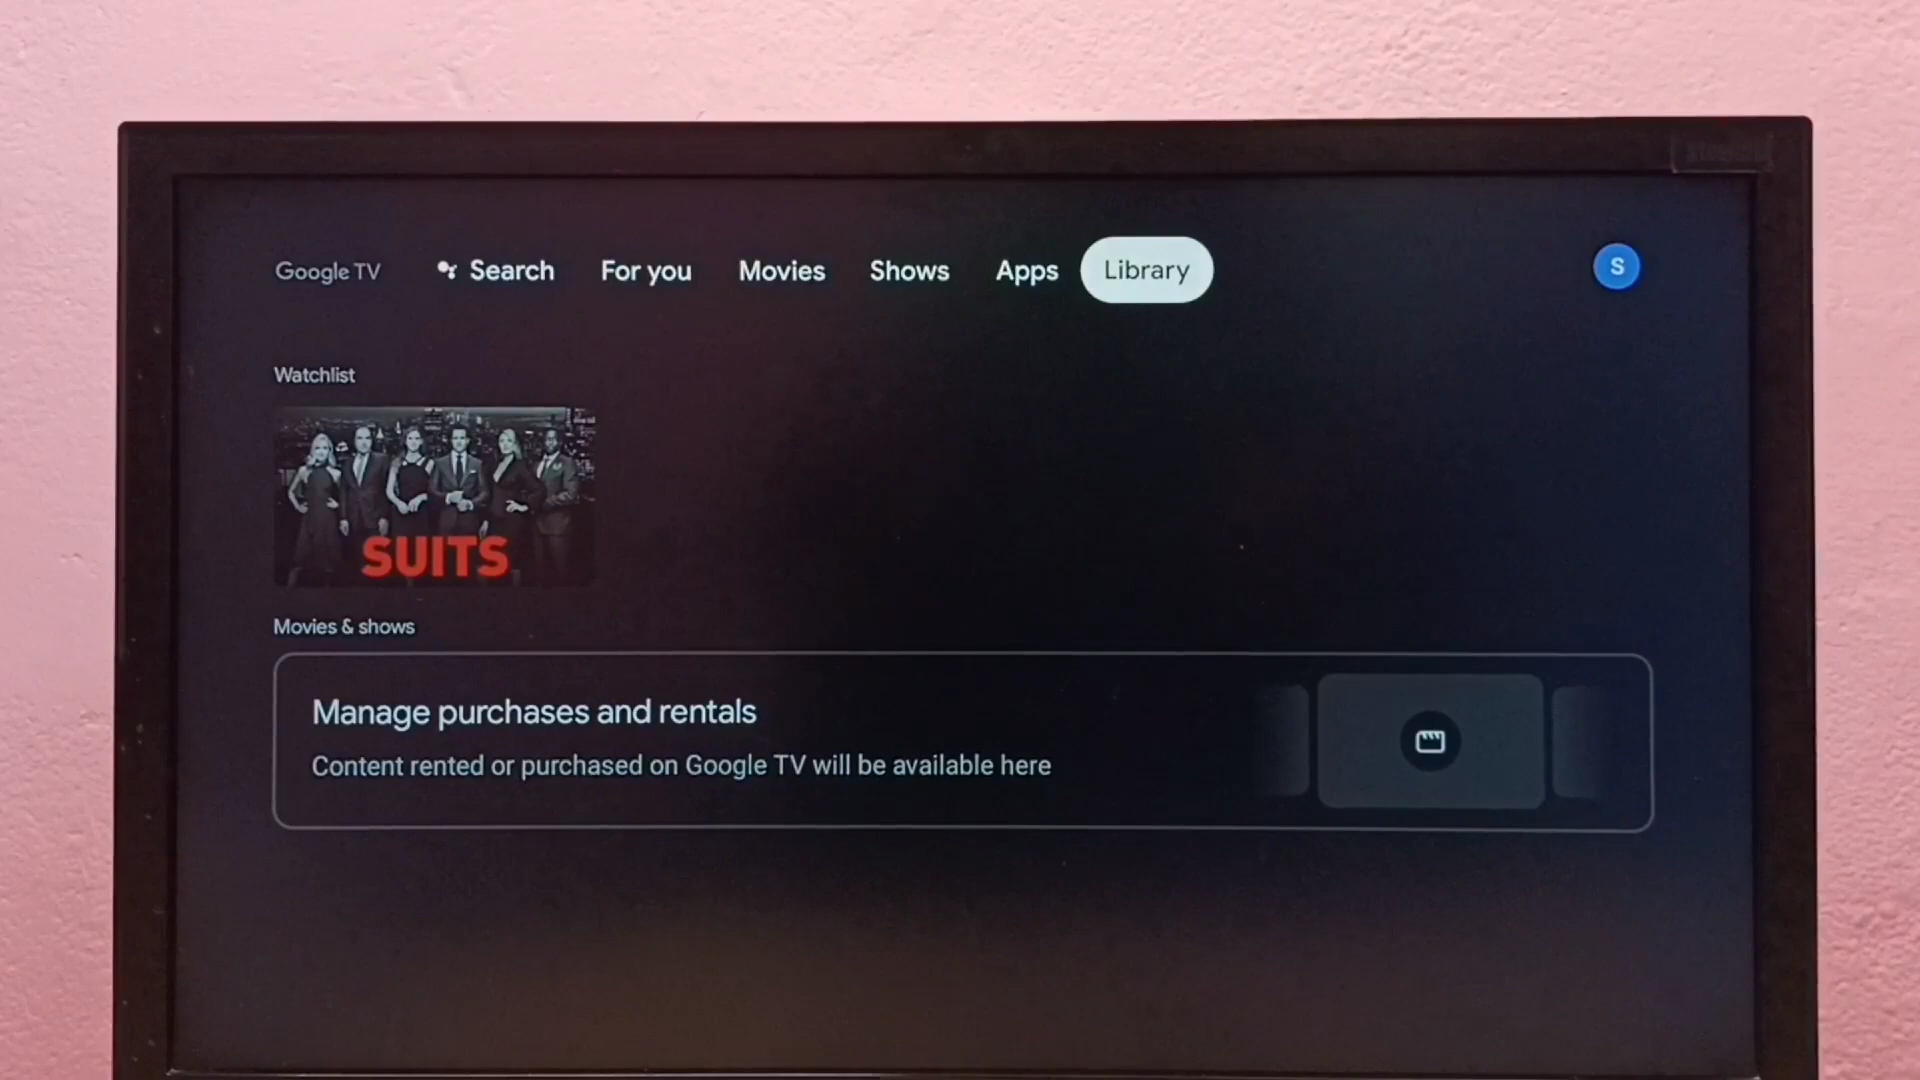 Google TV Search For you Movies Shows Apps Library S
Watchlist
SUITS
Movies & shows
Manage purchases and rentals
Content rented or purchased on Google TV will be available here